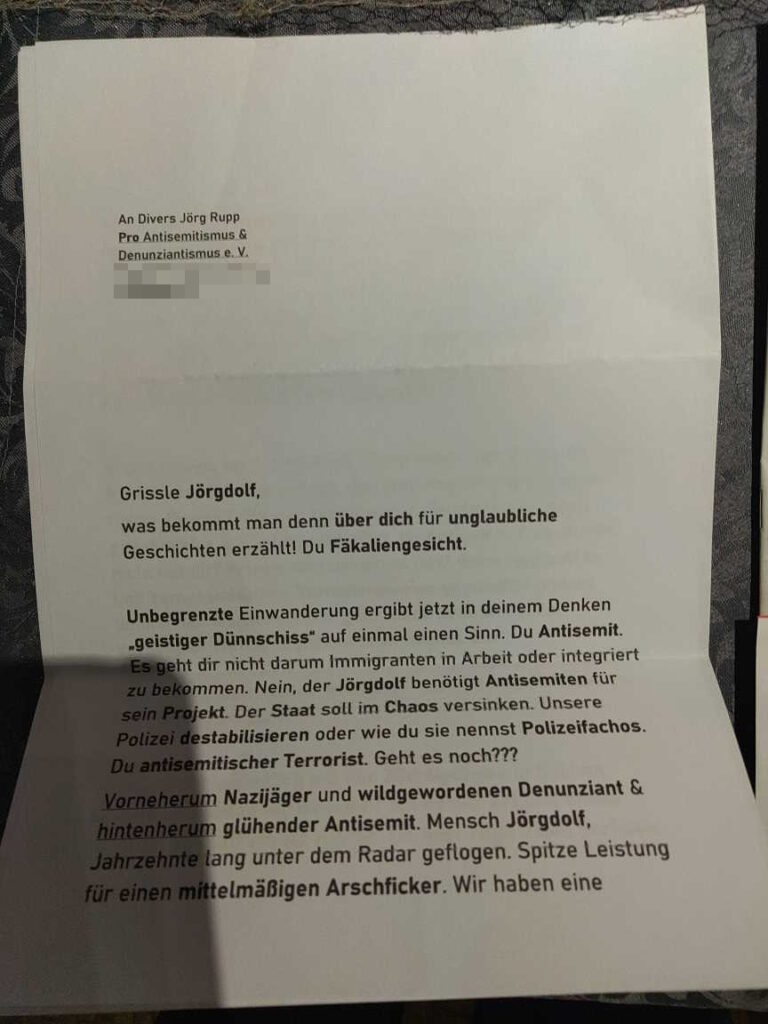 An Divers Jörg Rupp
Pro Antisemitismus &
Denunziantismus e. V.
Grissle Jörgdolf,
was bekommt man denn über dich für unglaubliche
Geschichten erzählt! Du Fäkaliengesicht.
Unbegrenzte Einwanderung ergibt jetzt in deinem Denken
„geistiger Dünnschiss“ auf einmal einen Sinn. Du Antisemit.
Es geht dir nicht darum Immigranten in Arbeit oder integriert
zu bekommen. Nein, der Jörgdolf benötigt Antisemiten für
sein Projekt. Der Staat soll im Chaos versinken. Unsere
Polizei destabilisieren oder wie du sie nennst Polizeifachos.
Du antisemitischer Terrorist. Geht es noch???
Vorneherum Nazijäger und wildgewordenen Denunziant &
hintenherum glühender Antisemit. Mensch Jörgdolf,
Jahrzehnte lang unter dem Radar geflogen. Spitze Leistung
für einen mittelmäßigen Arschficker. Wir haben eine